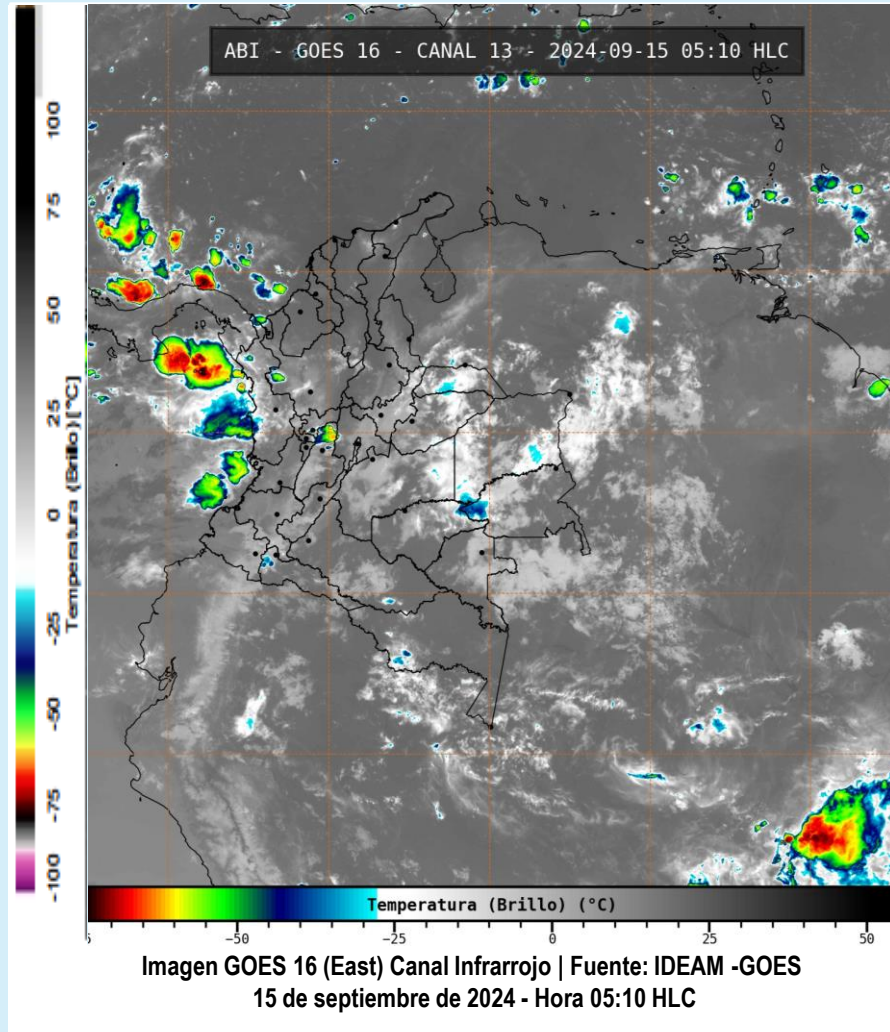 ABI - GOES 16 - CANAL 13 - 2024-09-15 05:10 HLC
100
75
50
25
0
-25
-50
-75
-100
Temperatura (Brillo) [°C]
Temperatura (Brillo) (°C)
−50
−25
0
25
50
Imagen GOES 16 (East) Canal Infrarrojo | Fuente: IDEAM -GOES
15 de septiembre de 2024 - Hora 05:10 HLC